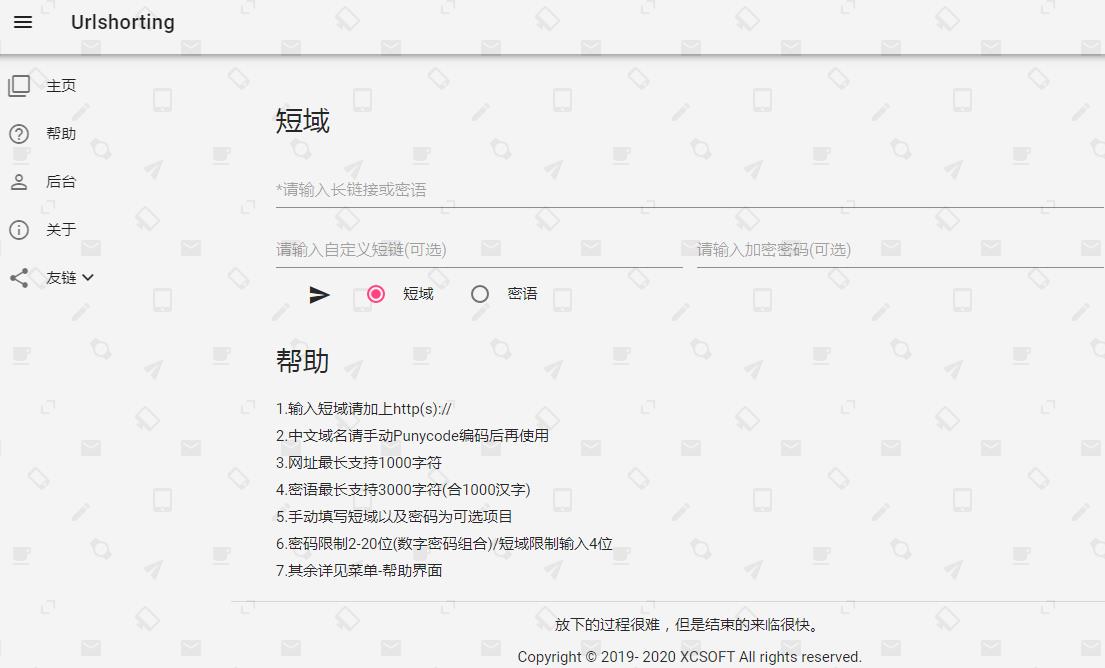 Urlshorting
主页
帮助
后台
关于
友链
短域
*请输入长链接或密语
请输入自定义短链(可选) 请输入加密密码(可选)
短域 密语
帮助
1.输入短域请加上http(s)://
2.中文域名请手动Punycode编码后再使用
3.网址最长支持1000字符
4.密语最长支持3000字符(合1000汉字)
5.手动填写短域以及密码为可选项目
6.密码限制2-20位(数字密码组合)/短域限制输入4位
7.其余详见菜单-帮助界面
放下的过程很难，但是结束的来临很快。
Copyright © 2019- 2020 XCSOFT All rights reserved.